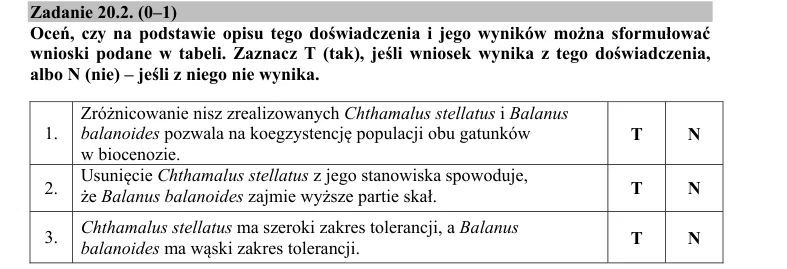 Zadanie 20.2. (0–1)
Oceń, czy na podstawie opisu tego doświadczenia i jego wyników można sformułować
wnioski podane w tabeli. Zaznacz T (tak), jeśli wniosek wynika z tego doświadczenia,
albo N (nie) – jeśli z niego nie wynika.
1. Zróżnicowanie nisz zrealizowanych Chthamalus stellatus i Balanus
balanoides pozwala na koegzystencję populacji obu gatunków T N
w biocenozie.
2. Usunięcie Chthamalus stellatus z jego stanowiska spowoduje, T N
że Balanus balanoides zajmie wyższe partie skał.
3. Chthamalus stellatus ma szeroki zakres tolerancji, a Balanus T N
balanoides ma wąski zakres tolerancji.